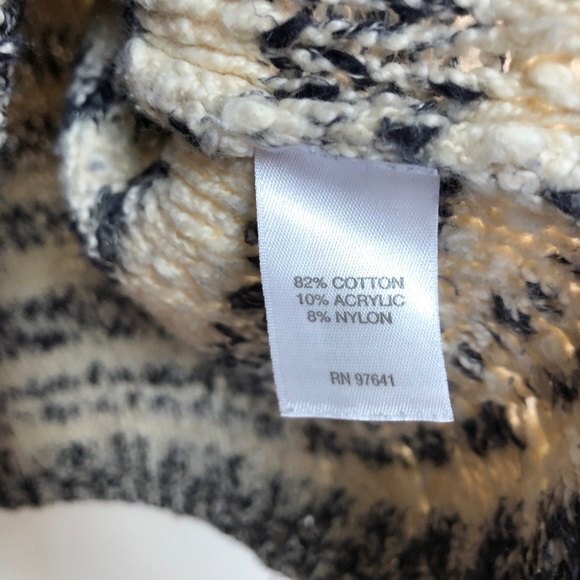 82% COTTON
10% ACRYLIC
8% NYLON
RN 97641